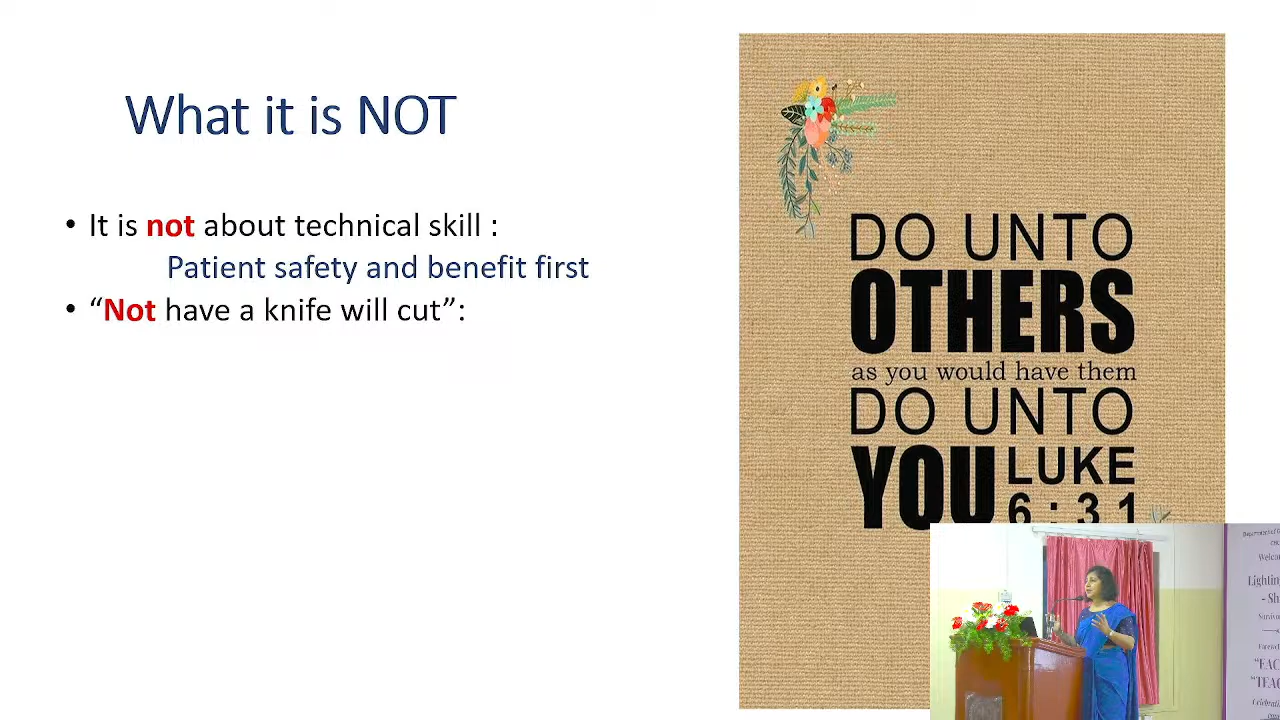 What it is NOT
• It is not about technical skill :
Patient safety and benefit first
• “Not have a knife will cut”:
DO UNTO
OTHERS
as you would have them
DO UNTO
YOU LUKE
6:31